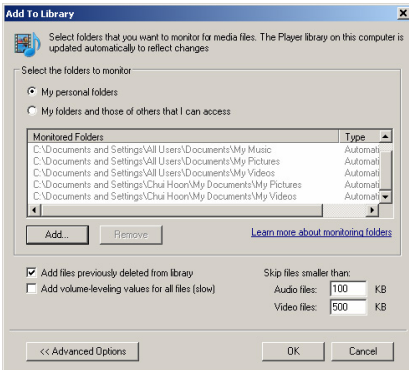 Add To Library
Select folders that you want to monitor for media files. The Player library on this computer is
updated automatically to reflect changes
Select the folders to monitor
My personal folders
My folders and those of others that I can access
Monitored Folders Type
C:\Documents and Settings\All Users\Documents\My Music Automati
C:\Documents and Settings\All Users\Documents\My Pictures Automati
C:\Documents and Settings\All Users\Documents\My Videos Automati
C:\Documents and Settings\Chui Hoon\My Documents\My Pictures Automati
C:\Documents and Settings\Chui Hoon\My Documents\My Videos Automati
Add... Remove Learn more about monitoring folders
Add files previously deleted from library Skip files smaller than:
Add volume-leveling values for all files (slow) Audio files: 100 KB
Video files: 500 KB
<< Advanced Options OK Cancel